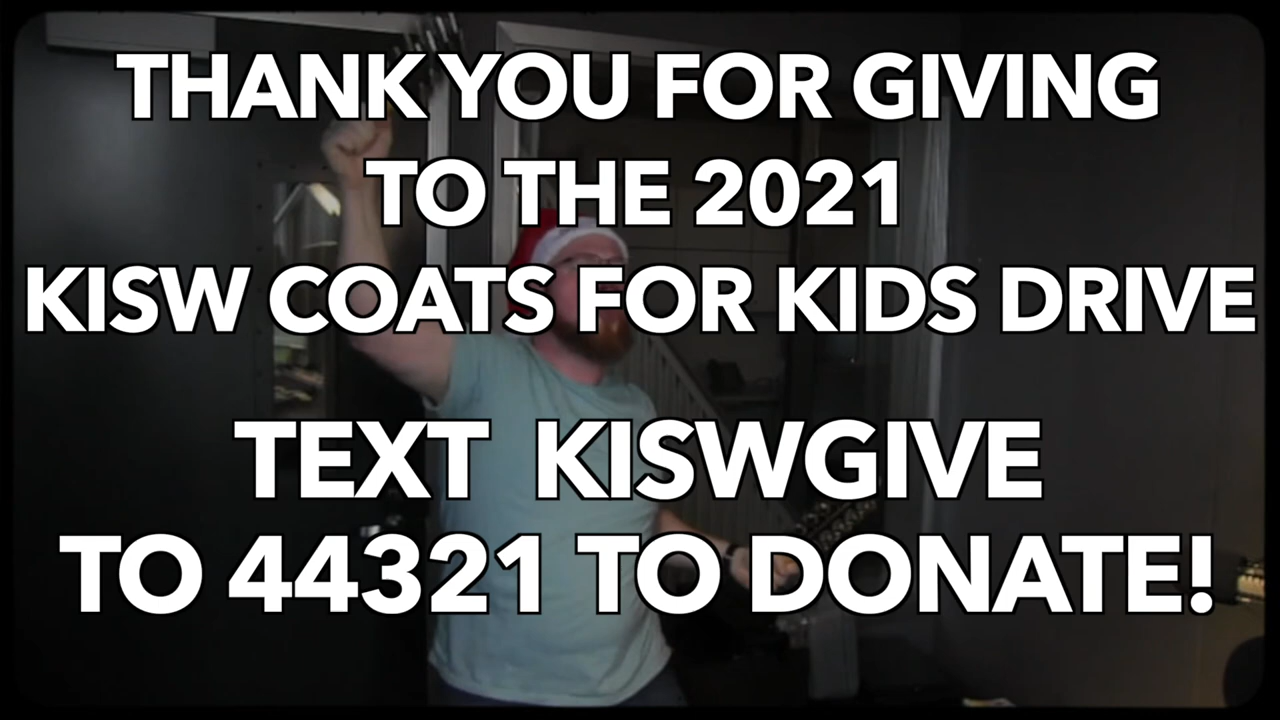 THANK YOU FOR GIVING
TO THE 2021
KISW COATS FOR KIDS DRIVE
TEXT KISWGIVE
TO 44321 TO DONATE!